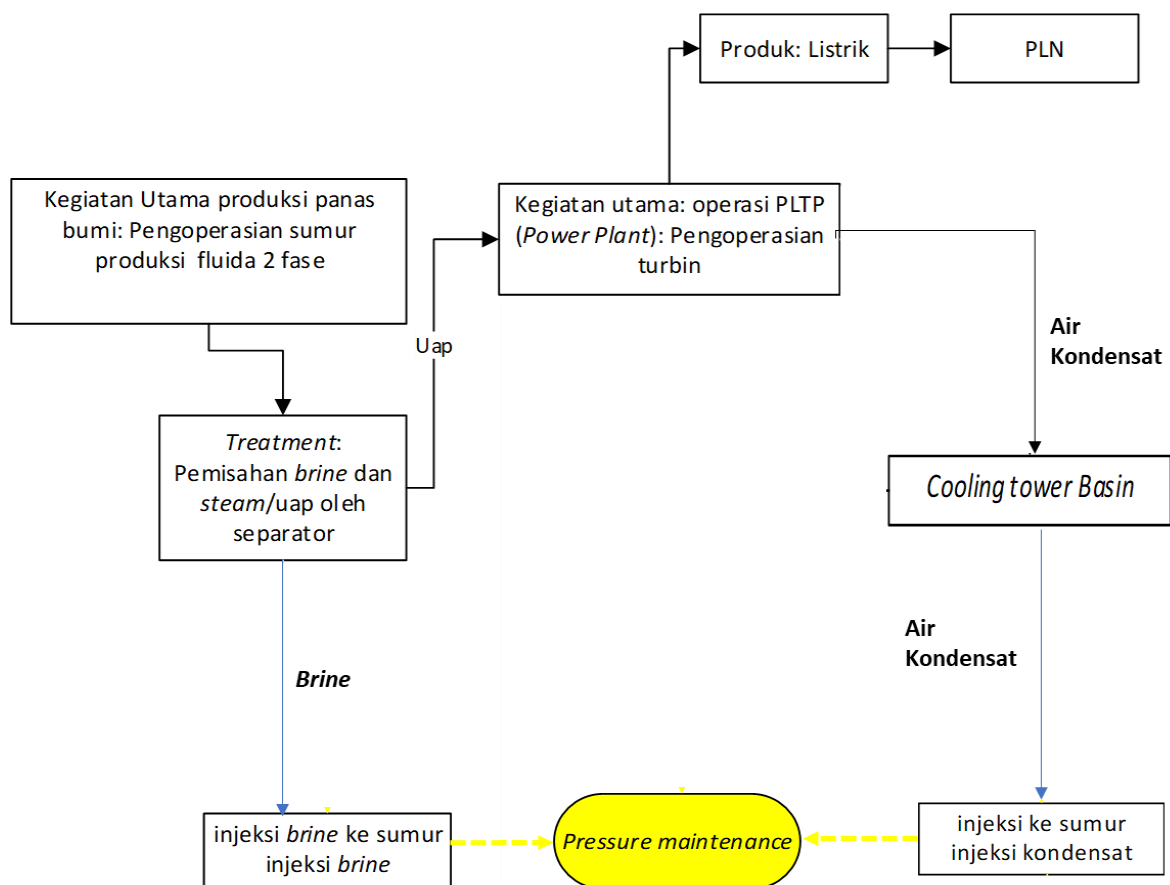 Produk: Listrik
PLN
Kegiatan Utama produksi panas
bumi: Pengoperasian sumur
produksi fluida 2 fase
Kegiatan utama: operasi PLTP
(Power Plant): Pengoperasian
turbin
Uap
Air
Kondensat
Treatment:
Pemisahan brine dan
steam/uap oleh
separator
Cooling tower Basin
Air
Kondensat
Brine
injeksi brine ke sumur
injeksi brine
Pressure maintenance
injeksi ke sumur
injeksi kondensat